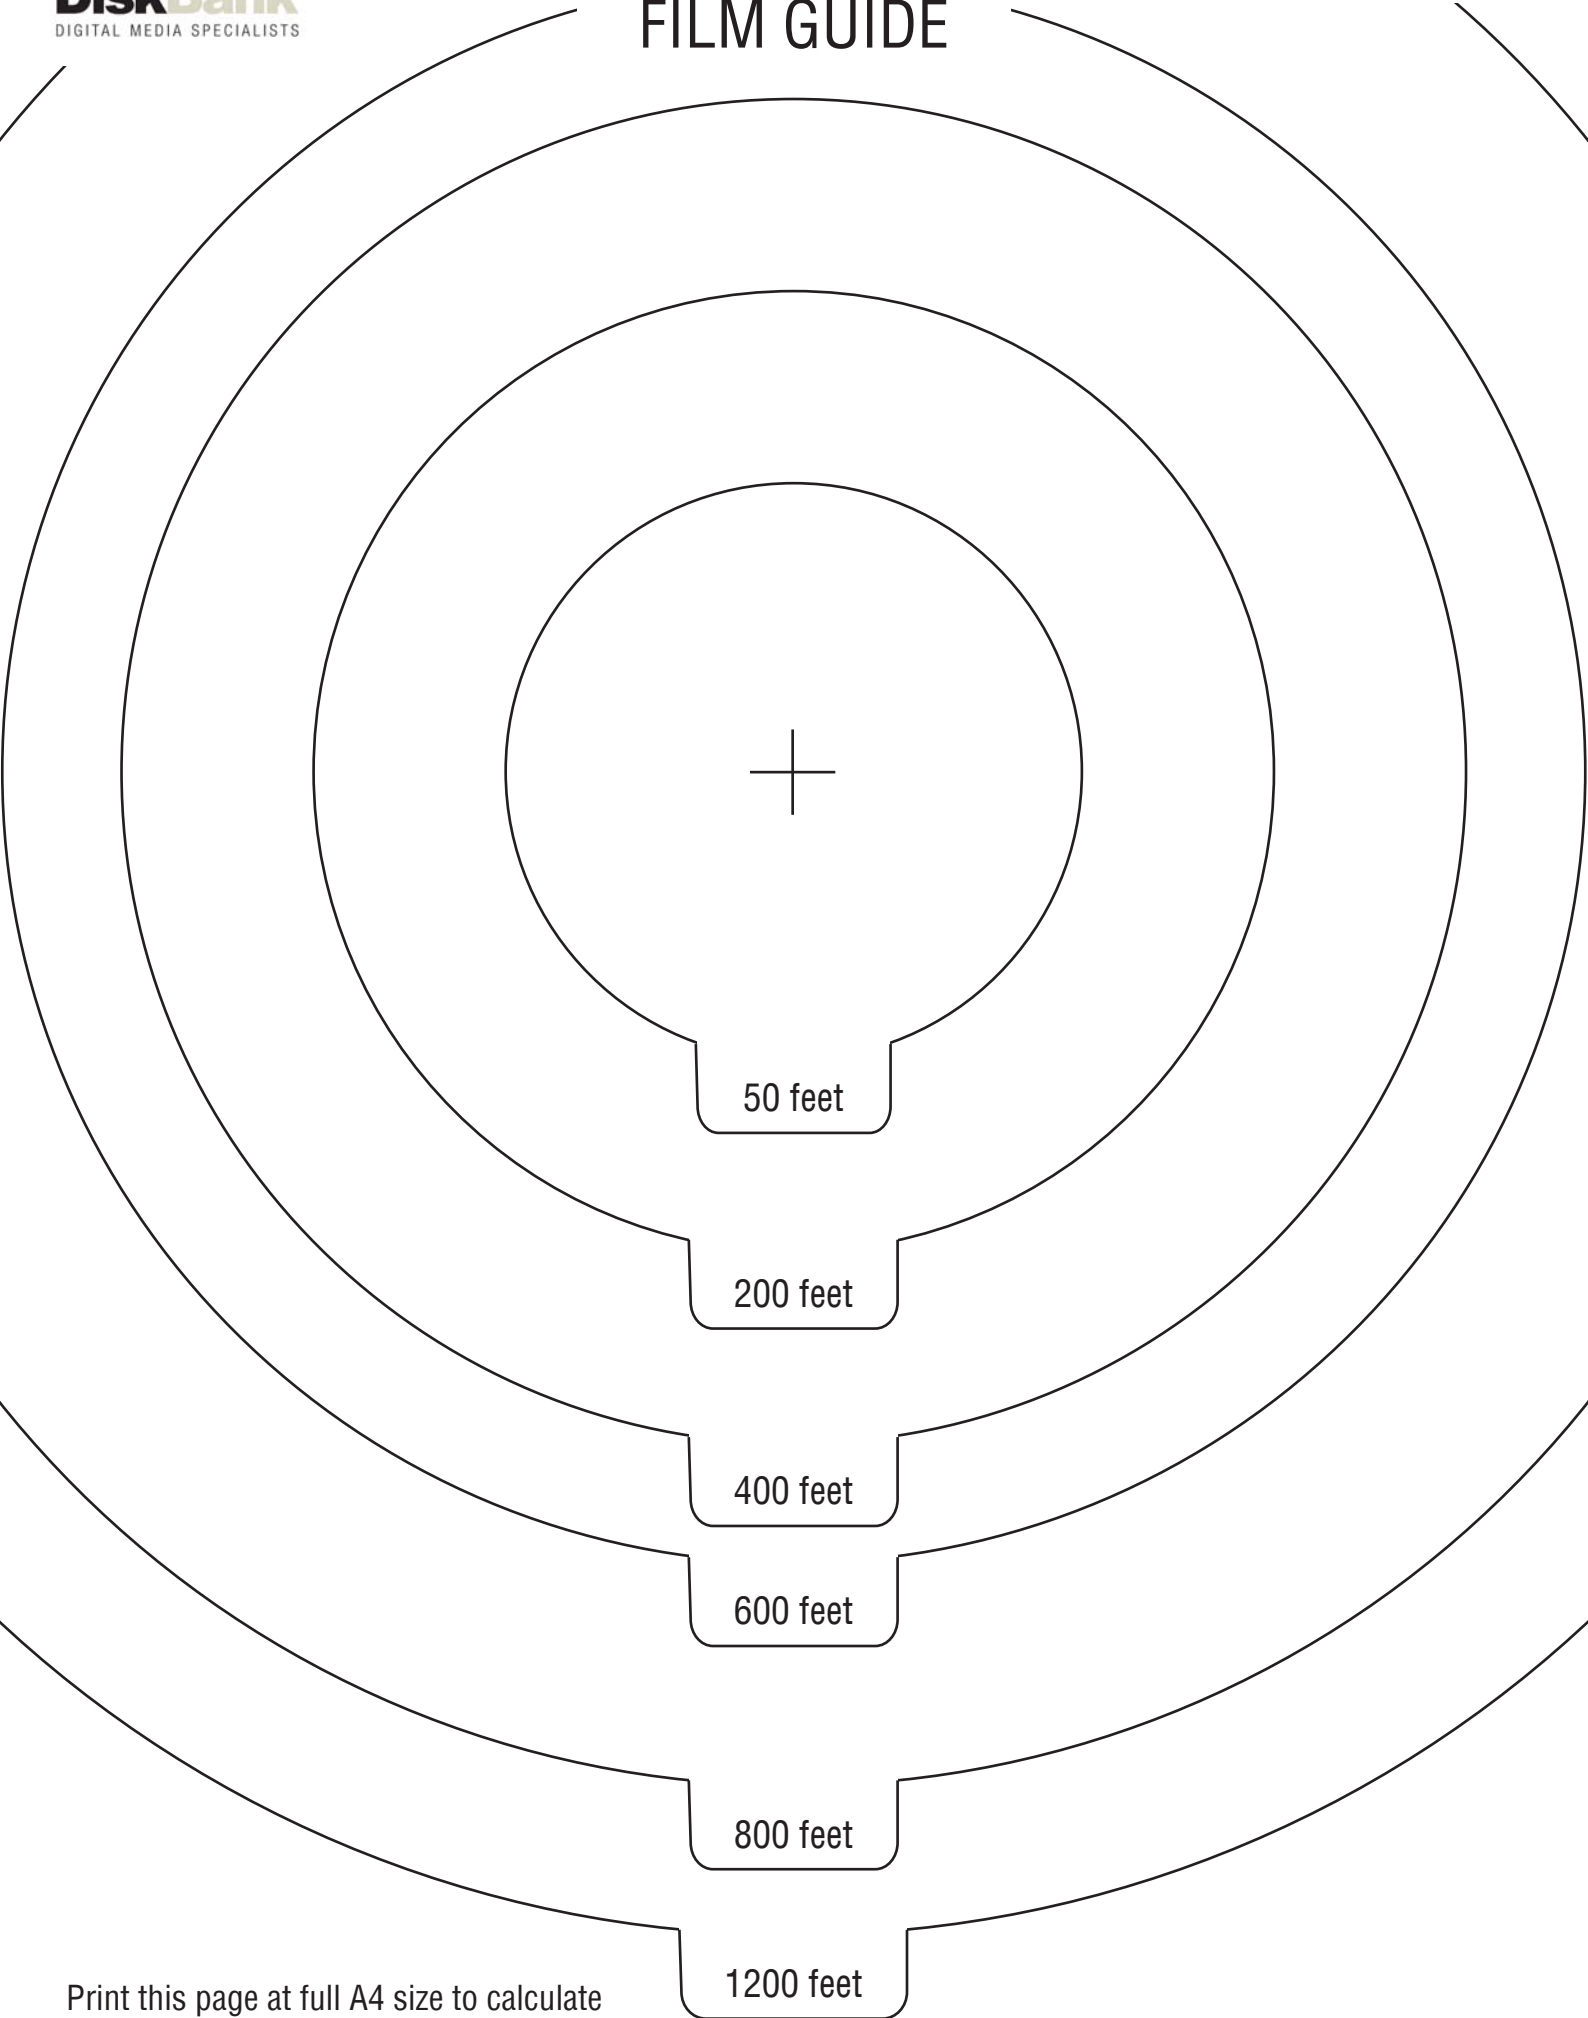 DiskBank
DIGITAL MEDIA SPECIALISTS
FILM GUIDE
50 feet
200 feet
400 feet
600 feet
800 feet
1200 feet
Print this page at full A4 size to calculate